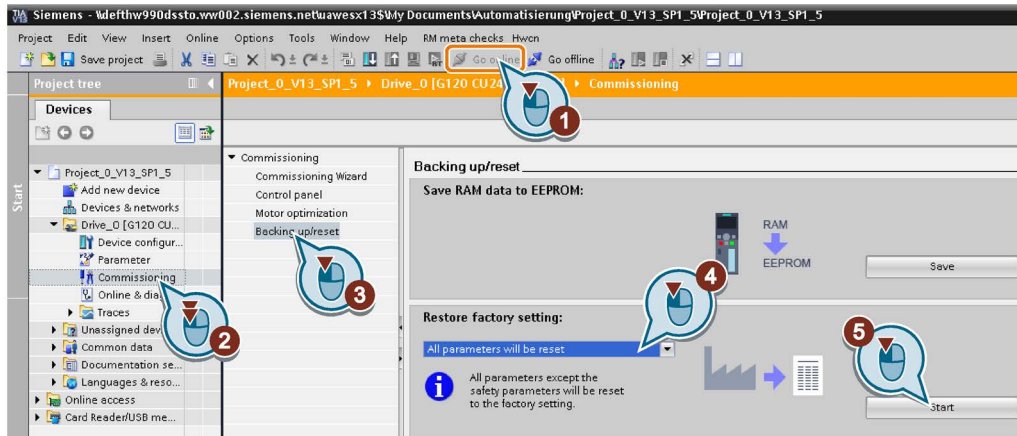 Siemens - \\defthw990dssto.ww002.siemens.net\uawesx13$\My Documents\Automatisierung\Project_0_V13_SP1_5\Project_0_V13_SP1_5
Project Edit View Insert Online Options Tools Window Help RM meta checks Hwcn
Save project Go online Go offline
Project tree
Project_0_V13_SP1_5 Drive_0 [G120 CU24 Commissioning
1
Devices
Start
Project_0_V13_SP1_5
Add new device
Devices & networks
Drive_0 [G120 CU...
Device configur...
Parameter
Commissioning
Online & dia
Traces
Unassigned dev
Common data
Documentation se...
Languages & reso...
Online access
Card Reader/USB me...
2
Commissioning
Commissioning Wizard
Control panel
Motor optimization
Backing up/reset
3
Backing up/reset
Save RAM data to EEPROM:
RAM
EEPROM
Save
4
Restore factory setting:
All parameters will be reset
All parameters except the
safety parameters will be reset
to the factory setting.
5
Start